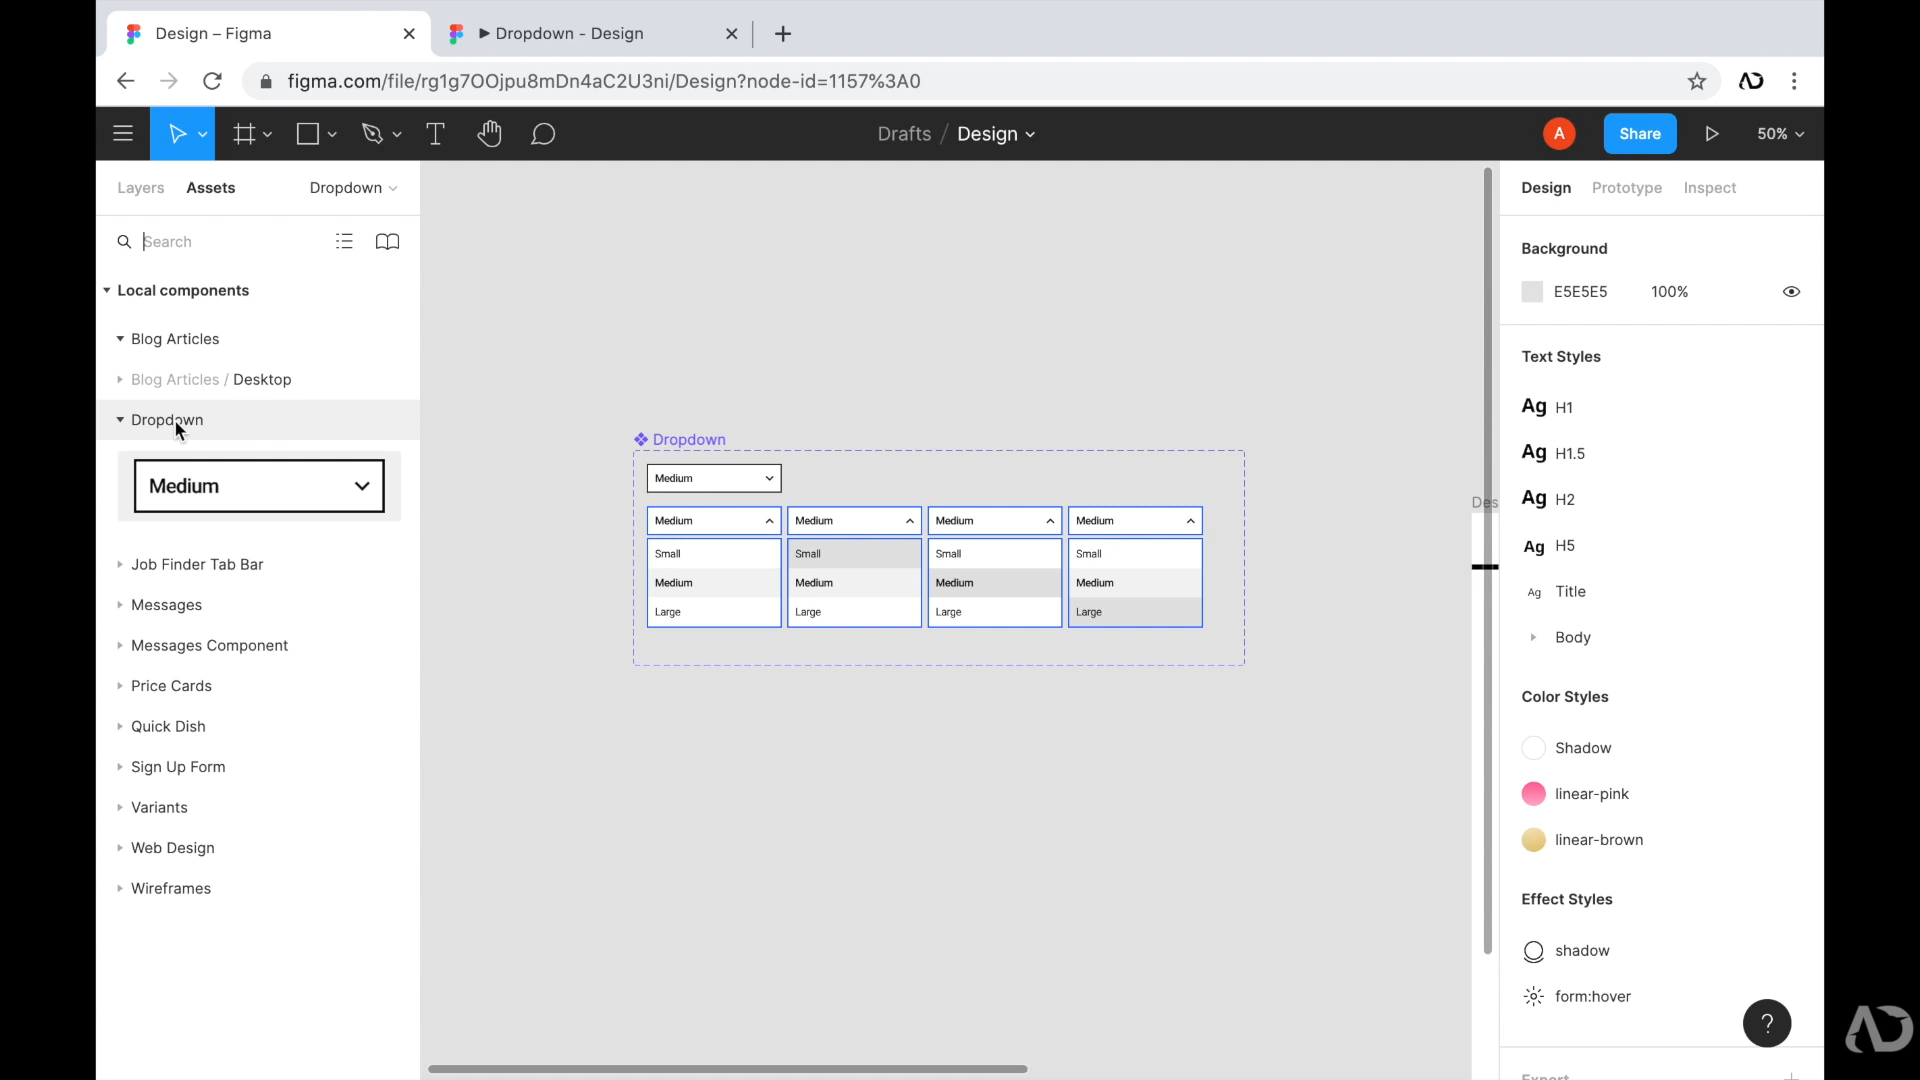 Design – Figma
▶ Dropdown - Design
figma.com/file/rg1g7OOjpu8mDn4aC2U3ni/Design?node-id=1157%3A0
Drafts / Design
A
Share
50%
Layers
Assets
Dropdown
Search
Local components
Blog Articles
Blog Articles / Desktop
Dropdown
Medium
Job Finder Tab Bar
Messages
Messages Component
Price Cards
Quick Dish
Sign Up Form
Variants
Web Design
Wireframes
Dropdown
Medium
Medium
Medium
Medium
Medium
Small
Small
Small
Small
Medium
Medium
Medium
Medium
Large
Large
Large
Large
Des
Design
Prototype
Inspect
Background
E5E5E5
100%
Text Styles
Ag H1
Ag H1.5
Ag H2
Ag H5
Ag Title
Body
Color Styles
Shadow
linear-pink
linear-brown
Effect Styles
shadow
form:hover
?
Export
AD